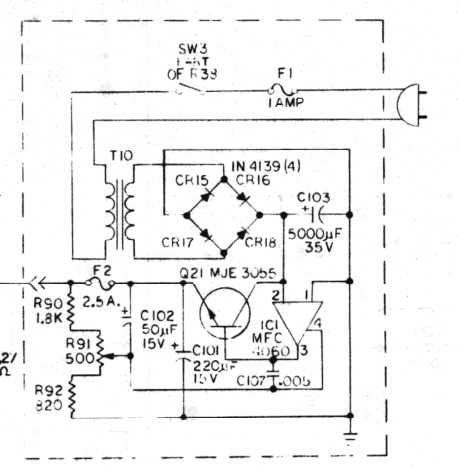 SW3
PART
OF R38
F1
1 AMP
T10
IN 4139 (4)
CR15 CR16
C103
CR17 CR18
5000µF
35V
F2
Q21 MJE 3055
2.5 A.
R90
1.8K
C102
50µF
15V
2 1
IC1
MFC
4060
4
3
R91
500
C101
220µF
15V
C107 .005
R92
820
Ω